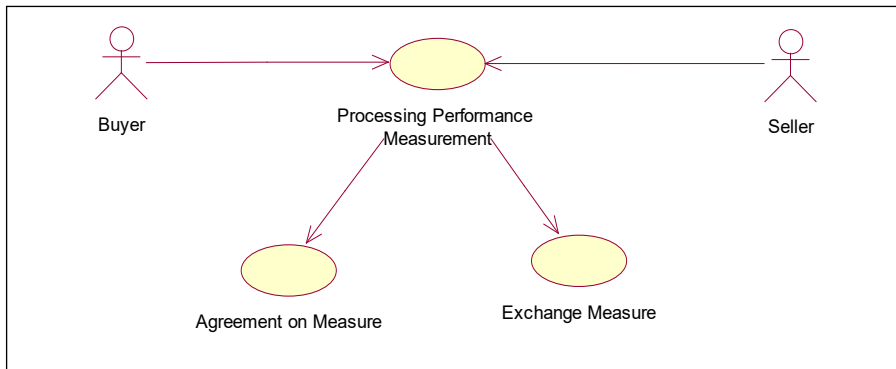 Buyer
Processing Performance
Measurement
Seller
Agreement on Measure
Exchange Measure